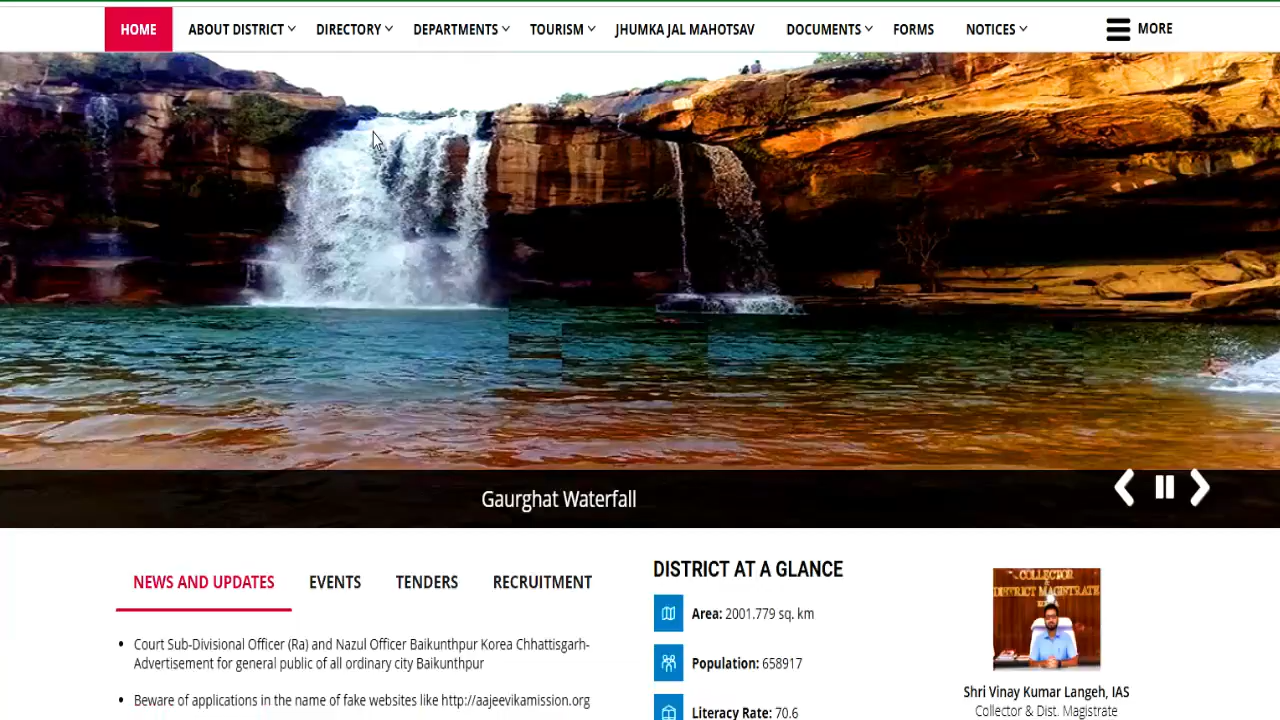 HOME ABOUT DISTRICT DIRECTORY DEPARTMENTS TOURISM JHUMKA JAL MAHOTSAV DOCUMENTS FORMS NOTICES MORE
Gaurghat Waterfall
NEWS AND UPDATES EVENTS TENDERS RECRUITMENT
Court Sub-Divisional Officer (Ra) and Nazul Officer Baikunthpur Korea Chhattisgarh-
Advertisement for general public of all ordinary city Baikunthpur
Beware of applications in the name of fake websites like http://aajeevikamission.org
DISTRICT AT A GLANCE
Area: 2001.779 sq. km
Population: 658917
Literacy Rate: 70.6
COLLECTOR
DISTRICT MAGISTRATE
Shri Vinay Kumar Langeh, IAS
Collector & Dist. Magistrate